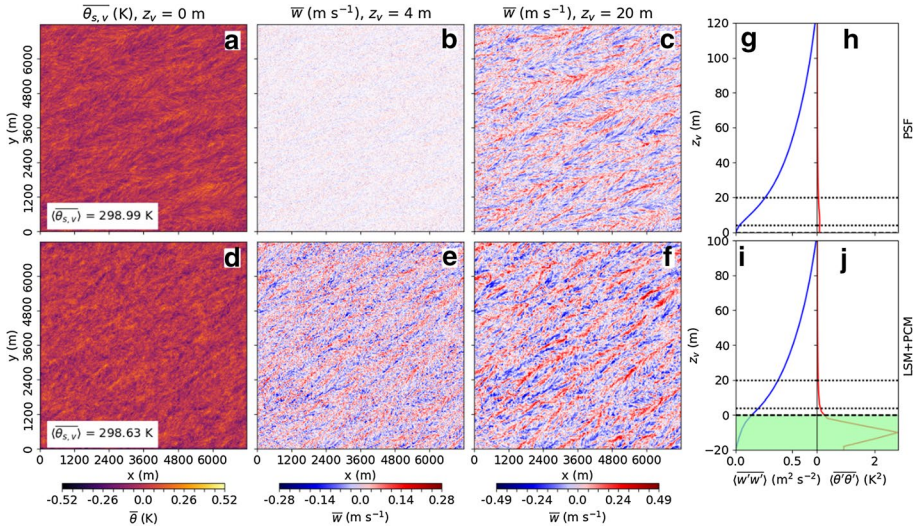 θ̅s,v (K), zv = 0 m
w̅ (m s⁻¹), zv = 4 m
w̅ (m s⁻¹), zv = 20 m
a
b
c
g
h
y (m)
0 1200 2400 3600 4800 6000
⟨θ̅s,v⟩ = 298.99 K
zv (m)
120
100
80
60
40
20
0
PSF
d
e
f
i
j
y (m)
0 1200 2400 3600 4800 6000
⟨θ̅s,v⟩ = 298.63 K
zv (m)
100
80
60
40
20
0
−20
LSM+PCM
0 1200 2400 3600 4800 6000
0 1200 2400 3600 4800 6000
0 1200 2400 3600 4800 6000
0.0 0.5 0 2
x (m)
x (m)
x (m)
⟨w̅'w̅'⟩ (m² s⁻²)
⟨θ̅'θ̅'⟩ (K²)
-0.52 -0.26 0.00 0.26 0.52
-0.28 -0.14 0.00 0.14 0.28
-0.49 -0.24 0.00 0.24 0.49
θ̅ (K)
w̅ (m s⁻¹)
w̅ (m s⁻¹)